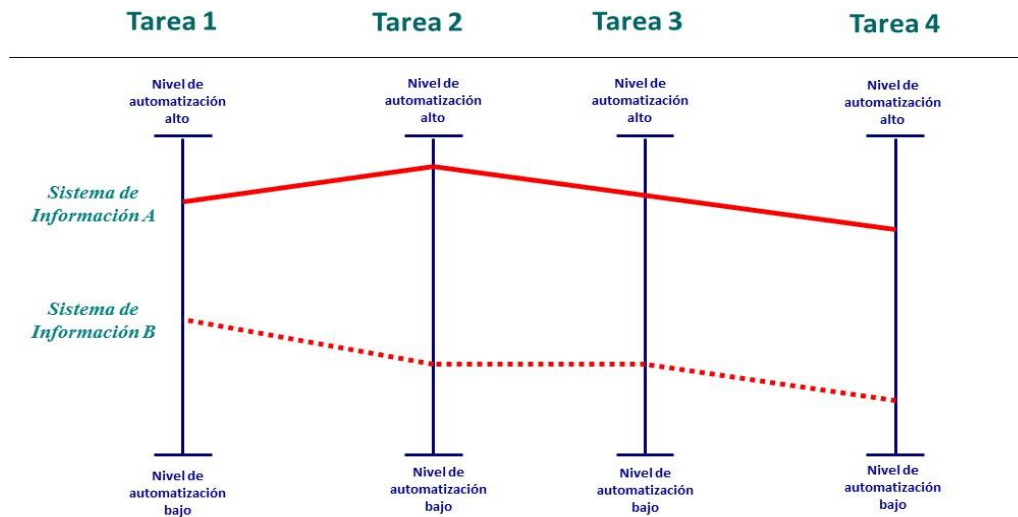 Tarea 1
Tarea 2
Tarea 3
Tarea 4
Nivel de
automatización
alto
Nivel de
automatización
alto
Nivel de
automatización
alto
Nivel de
automatización
alto
Sistema de
Información A
Sistema de
Información B
Nivel de
automatización
bajo
Nivel de
automatización
bajo
Nivel de
automatización
bajo
Nivel de
automatización
bajo